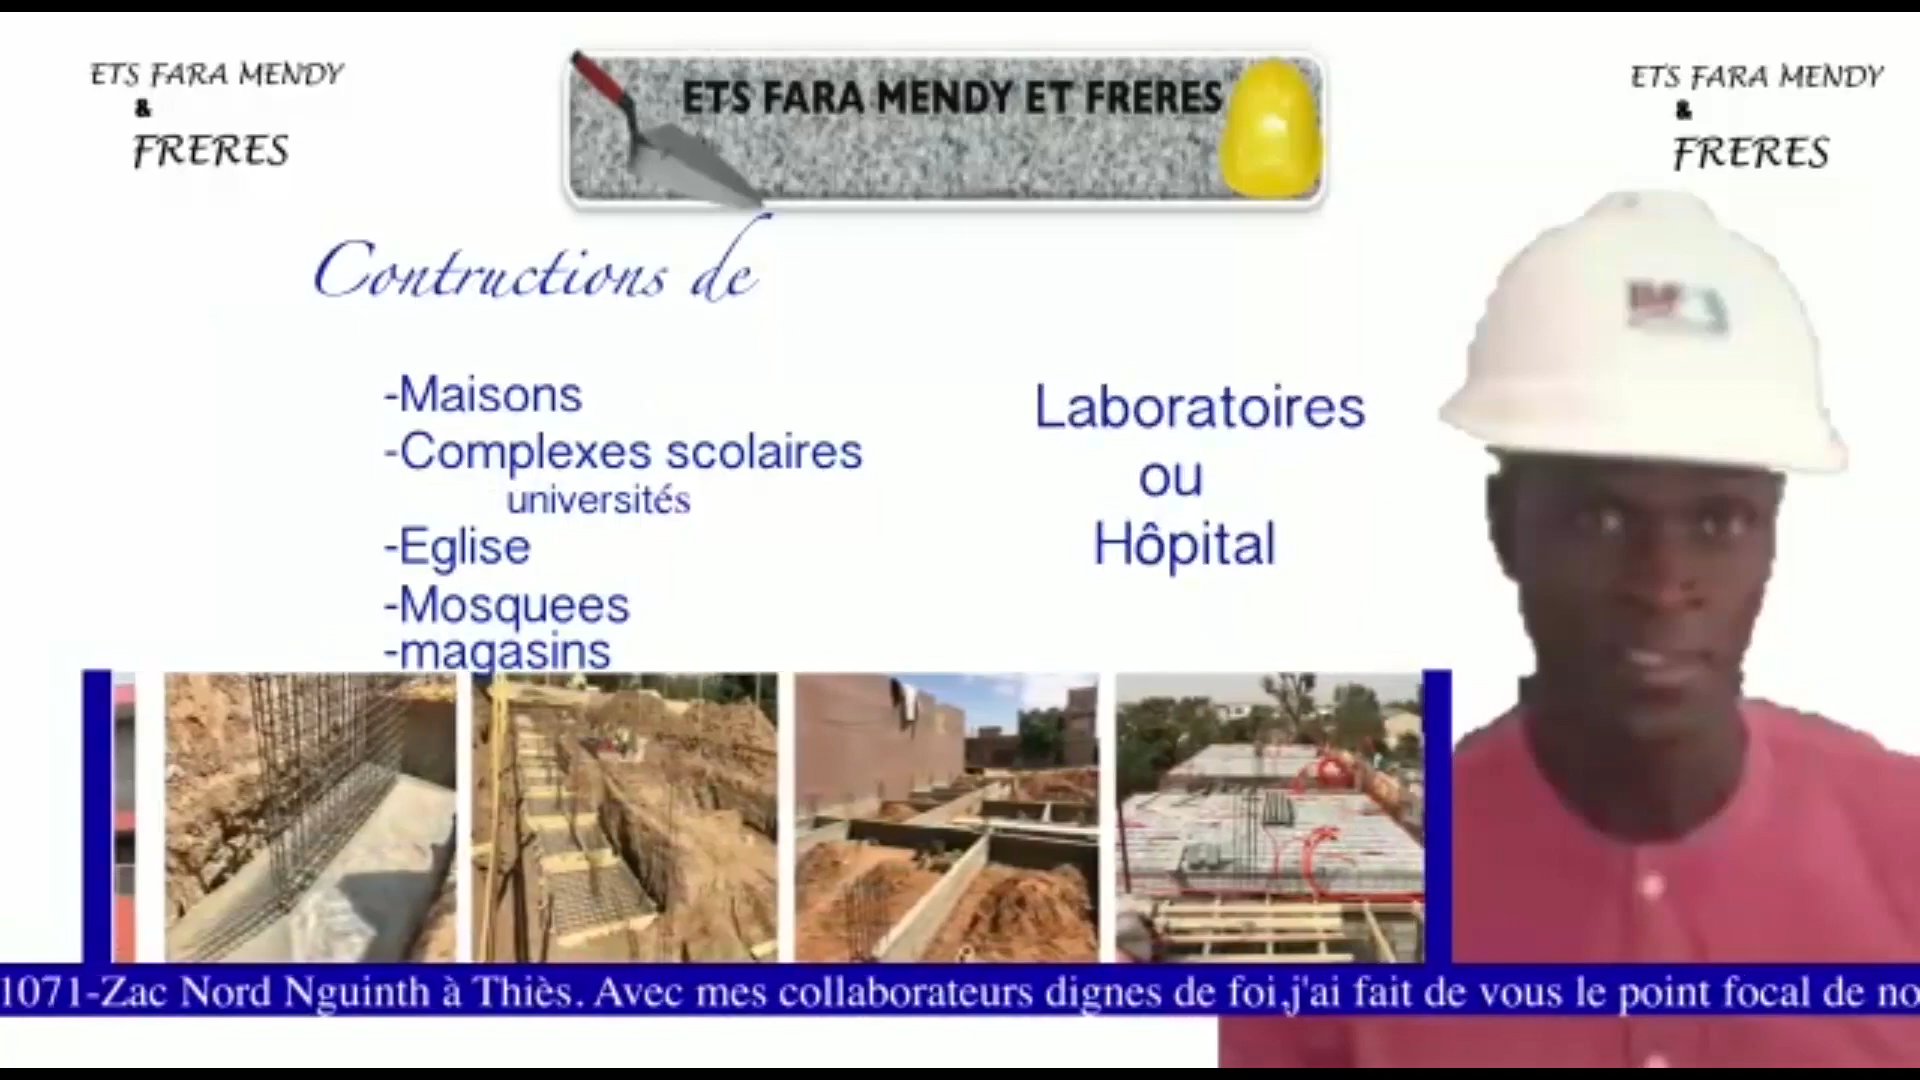 ETS FARA MENDY
&
FRERES
ETS FARA MENDY ET FRERES
ETS FARA MENDY
&
FRERES
Contructions de
-Maisons
-Complexes scolaires
universités
-Eglise
-Mosquees
-magasins
Laboratoires
ou
Hôpital
1071-Zac Nord Nguinth à Thiès. Avec mes collaborateurs dignes de foi,j'ai fait de vous le point focal de no